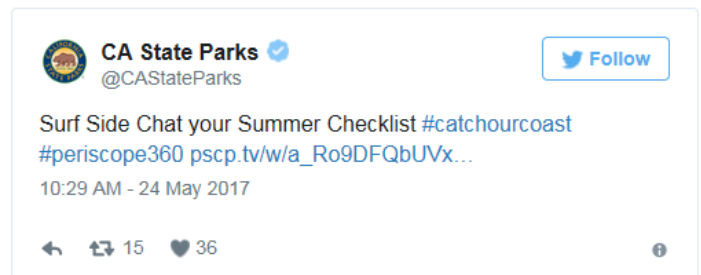 CA State Parks
@CAStateParks
Follow
Surf Side Chat your Summer Checklist #catchourcoast
#periscope360 pscp.tv/w/a_Ro9DFQbUVx…
10:29 AM - 24 May 2017
15 36